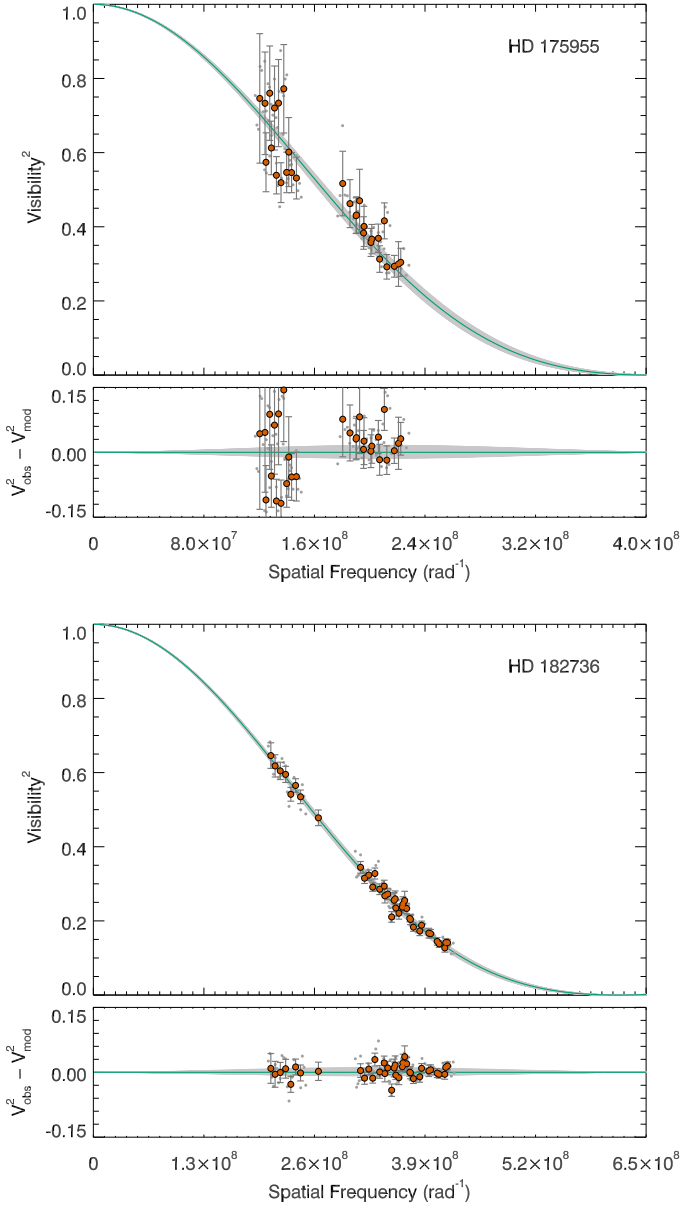 1.0
HD 175955
0.8
0.6
Visibility²
0.4
0.2
0.0
0.15
V²obs − V²mod
0.00
-0.15
0 8.0×10⁷ 1.6×10⁸ 2.4×10⁸ 3.2×10⁸ 4.0×10⁸
Spatial Frequency (rad⁻¹)
1.0
HD 182736
0.8
0.6
Visibility²
0.4
0.2
0.0
0.15
V²obs − V²mod
0.00
-0.15
0 1.3×10⁸ 2.6×10⁸ 3.9×10⁸ 5.2×10⁸ 6.5×10⁸
Spatial Frequency (rad⁻¹)